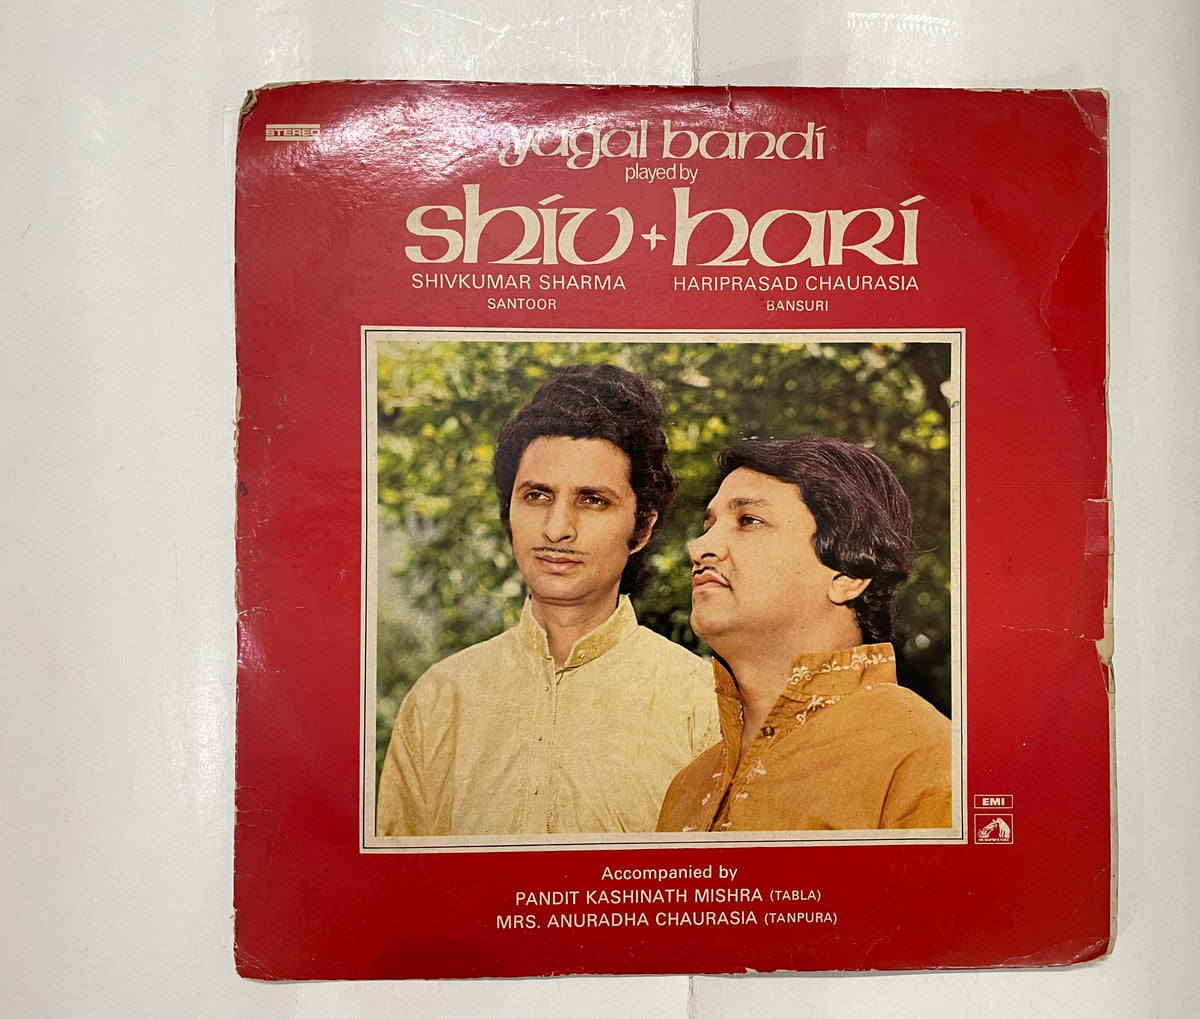 STEREO
yugal bandi
played by
shiv + hari
SHIVKUMAR SHARMA HARIPRASAD CHAURASIA
SANTOOR BANSURI
EMI
Accompanied by
PANDIT KASHINATH MISHRA (TABLA)
MRS. ANURADHA CHAURASIA (TANPURA)